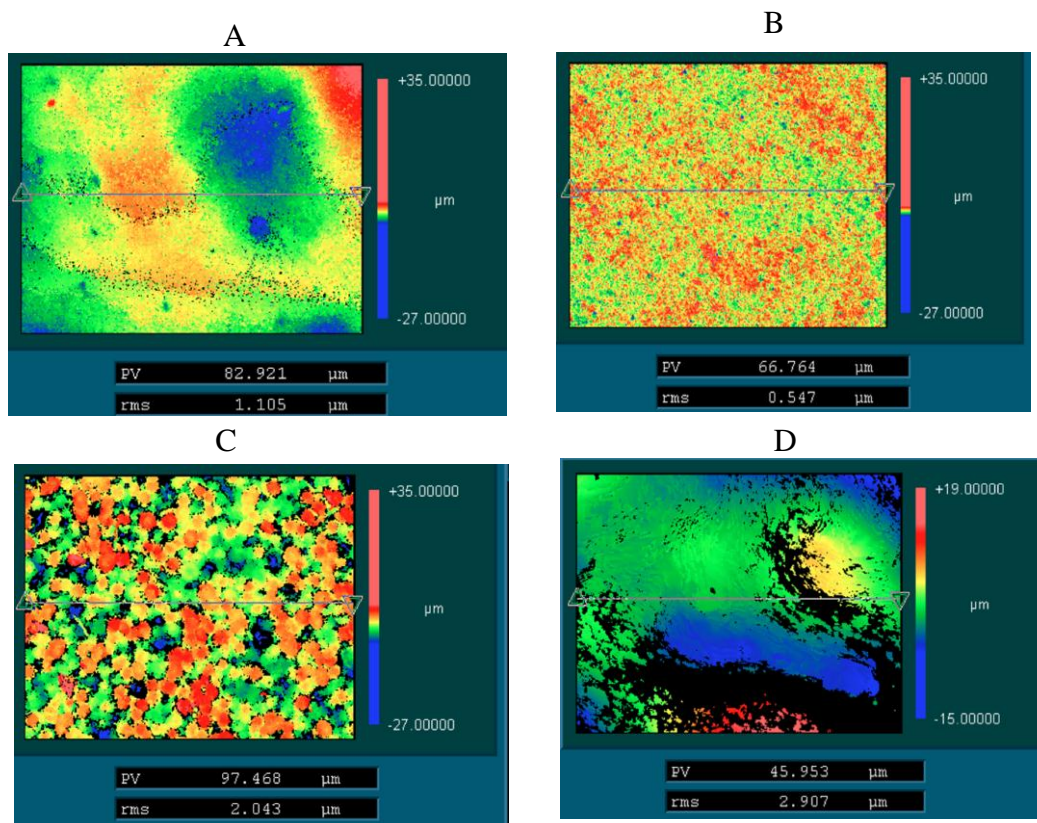 A
+35.00000
µm
-27.00000
PV 82.921 µm
rms 1.105 µm
B
+35.00000
µm
-27.00000
PV 66.764 µm
rms 0.547 µm
C
+35.00000
µm
-27.00000
PV 97.468 µm
rms 2.043 µm
D
+19.00000
µm
-15.00000
PV 45.953 µm
rms 2.907 µm